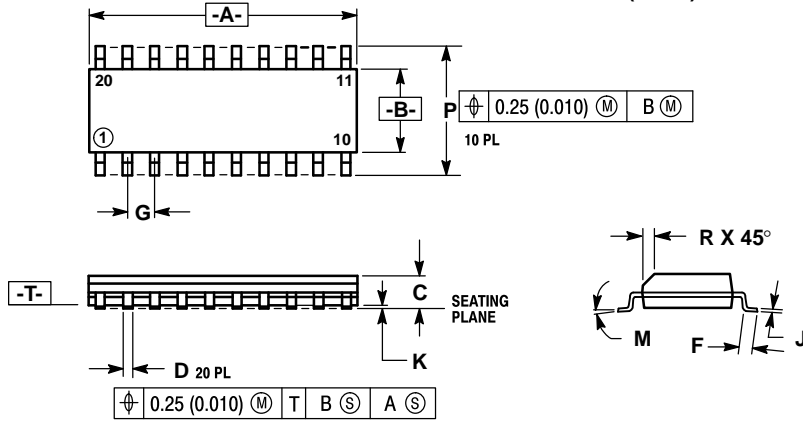 -A-
20 11
-B- P ⌖ 0.25 (0.010) Ⓜ B Ⓜ
① 10
10 PL
G
R X 45°
-T-
C
SEATING
PLANE
M F J
K
D 20 PL
⌖ 0.25 (0.010) Ⓜ T B Ⓢ A Ⓢ